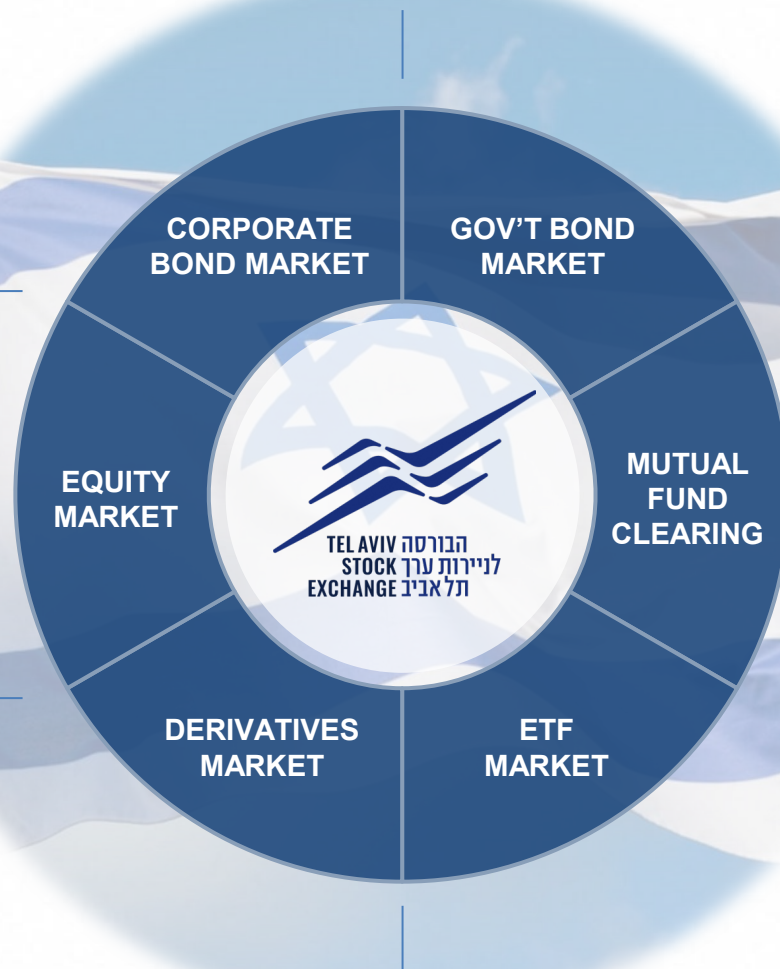 CORPORATE
BOND MARKET
GOV’T BOND
MARKET
EQUITY
MARKET
TEL AVIV הבורסה
STOCK לניירות ערך
EXCHANGE תל אביב
MUTUAL
FUND
CLEARING
DERIVATIVES
MARKET
ETF
MARKET